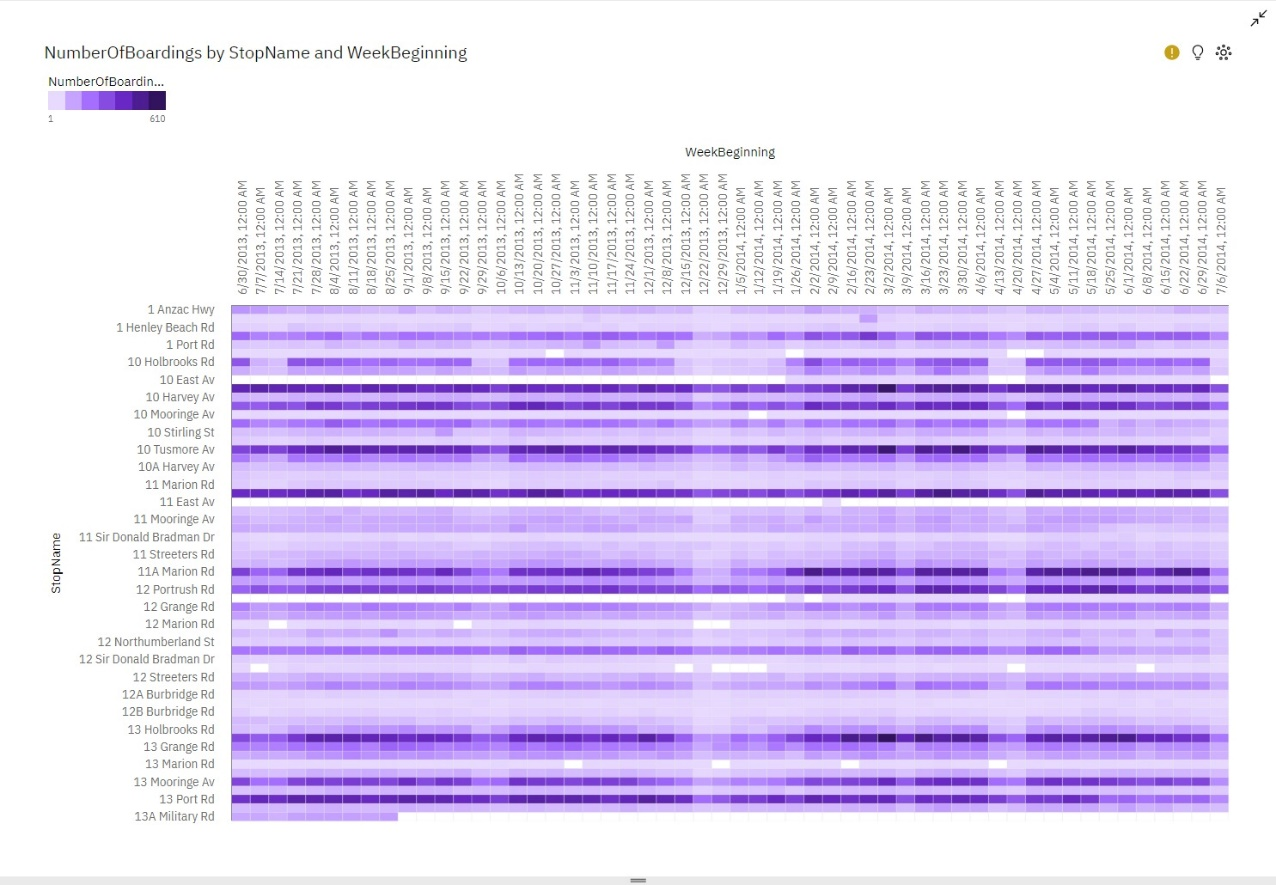 NumberOfBoardings by StopName and WeekBeginning
NumberOfBoardin...
1 610
WeekBeginning
6/30/2013, 12:00 AM
7/7/2013, 12:00 AM
7/14/2013, 12:00 AM
7/21/2013, 12:00 AM
7/28/2013, 12:00 AM
8/4/2013, 12:00 AM
8/11/2013, 12:00 AM
8/18/2013, 12:00 AM
8/25/2013, 12:00 AM
9/1/2013, 12:00 AM
9/8/2013, 12:00 AM
9/15/2013, 12:00 AM
9/22/2013, 12:00 AM
9/29/2013, 12:00 AM
10/6/2013, 12:00 AM
10/13/2013, 12:00 AM
10/20/2013, 12:00 AM
10/27/2013, 12:00 AM
11/3/2013, 12:00 AM
11/10/2013, 12:00 AM
11/17/2013, 12:00 AM
11/24/2013, 12:00 AM
12/1/2013, 12:00 AM
12/8/2013, 12:00 AM
12/15/2013, 12:00 AM
12/22/2013, 12:00 AM
12/29/2013, 12:00 AM
1/5/2014, 12:00 AM
1/12/2014, 12:00 AM
1/19/2014, 12:00 AM
1/26/2014, 12:00 AM
2/2/2014, 12:00 AM
2/9/2014, 12:00 AM
2/16/2014, 12:00 AM
2/23/2014, 12:00 AM
3/2/2014, 12:00 AM
3/9/2014, 12:00 AM
3/16/2014, 12:00 AM
3/23/2014, 12:00 AM
3/30/2014, 12:00 AM
4/6/2014, 12:00 AM
4/13/2014, 12:00 AM
4/20/2014, 12:00 AM
4/27/2014, 12:00 AM
5/4/2014, 12:00 AM
5/11/2014, 12:00 AM
5/18/2014, 12:00 AM
5/25/2014, 12:00 AM
6/1/2014, 12:00 AM
6/8/2014, 12:00 AM
6/15/2014, 12:00 AM
6/22/2014, 12:00 AM
6/29/2014, 12:00 AM
7/6/2014, 12:00 AM
StopName
1 Anzac Hwy
1 Henley Beach Rd
1 Port Rd
10 Holbrooks Rd
10 East Av
10 Harvey Av
10 Mooringe Av
10 Stirling St
10 Tusmore Av
10A Harvey Av
11 Marion Rd
11 East Av
11 Mooringe Av
11 Sir Donald Bradman Dr
11 Streeters Rd
11A Marion Rd
12 Portrush Rd
12 Grange Rd
12 Marion Rd
12 Northumberland St
12 Sir Donald Bradman Dr
12 Streeters Rd
12A Burbridge Rd
12B Burbridge Rd
13 Holbrooks Rd
13 Grange Rd
13 Marion Rd
13 Mooringe Av
13 Port Rd
13A Military Rd